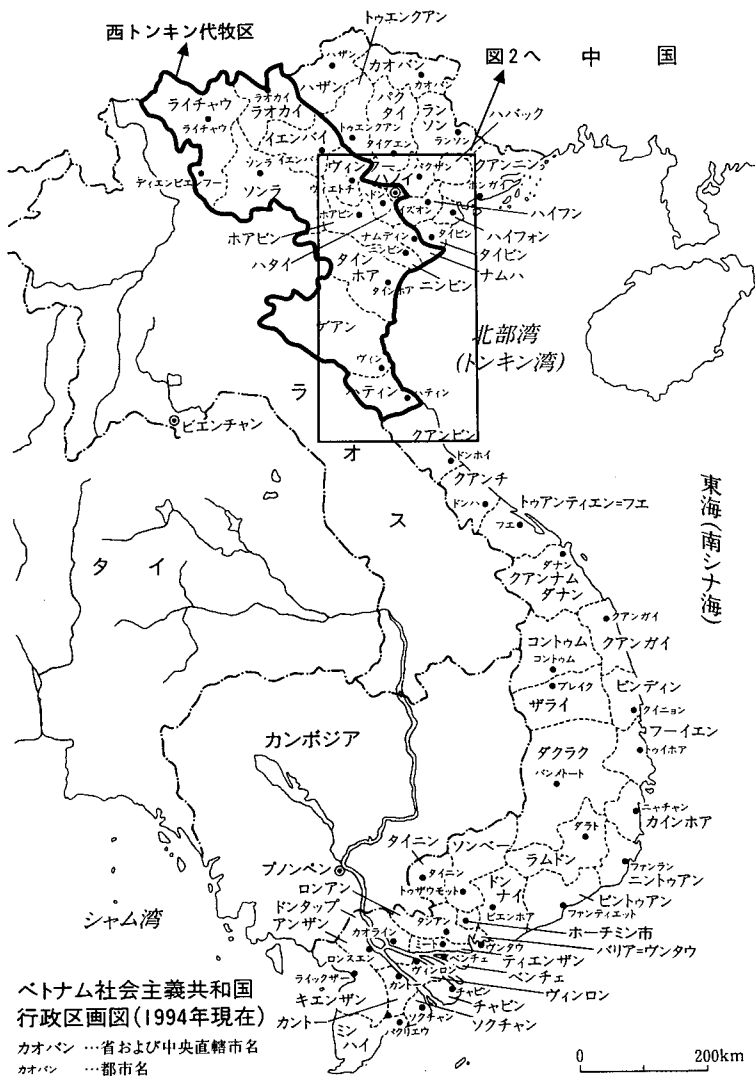 西トンキン代牧区
トゥエンクアン
図2へ
中国
ハザン
カオバン
カオバン
ハザン
ライチャウ
ライチャウ
ラオカイ
ラオカイ
バクタイ
ランソン
ランソン
ハバック
トゥエンクアン
タイグエン
イエンバイ
イエンバイ
クアンニン
ディエンビエンフー
ソンラ
ソンラ
ヴィエトチ
バクザン
ホンガイ
ハイフン
ハイフォン
タイビン
タイビン
ホアビン
ホアビン
ハタイ
ナムディン
ニンビン
ナムハ
ニンビン
タインホア
タインホア
ゲアン
北部湾
(トンキン湾)
ヴィン
ハティン
ハティン
ラオス
ビエンチャン
クアンビン
ドンホイ
クアンチ
ドンハ
トゥアンティエン=フエ
フエ
東海(南シナ海)
タイ
ダナン
クアンナム
ダナン
クアンガイ
クアンガイ
コントゥム
コントゥム
プレイク
ザライ
ビンディン
クイニョン
フーイエン
トゥイホア
カンボジア
ダクラク
バンメトート
ニャチャン
カインホア
ダラト
ラムドン
タイニン
タイニン
ソンベー
トゥザウモット
ドンナイ
ファンラン
ニントゥアン
プノンペン
ロンアン
ドンタップ
アンザン
シャム湾
ビエンホア
ファンティエット
ビントゥアン
ホーチミン市
タンアン
カオライン
ミート
ヴンタウ
バリア=ヴンタウ
ロンスエン
ベンチェ
ティエンザン
ベンチェ
ヴィンロン
ヴィンロン
ライックザー
カント
チャビン
チャビン
キエンザン
カント
ソクチャン
ソクチャン
ミンハイ
バクリエウ
ベトナム社会主義共和国
行政区画図(1994年現在)
カオバン …省および中央直轄市名
カオバン …都市名
0 200km